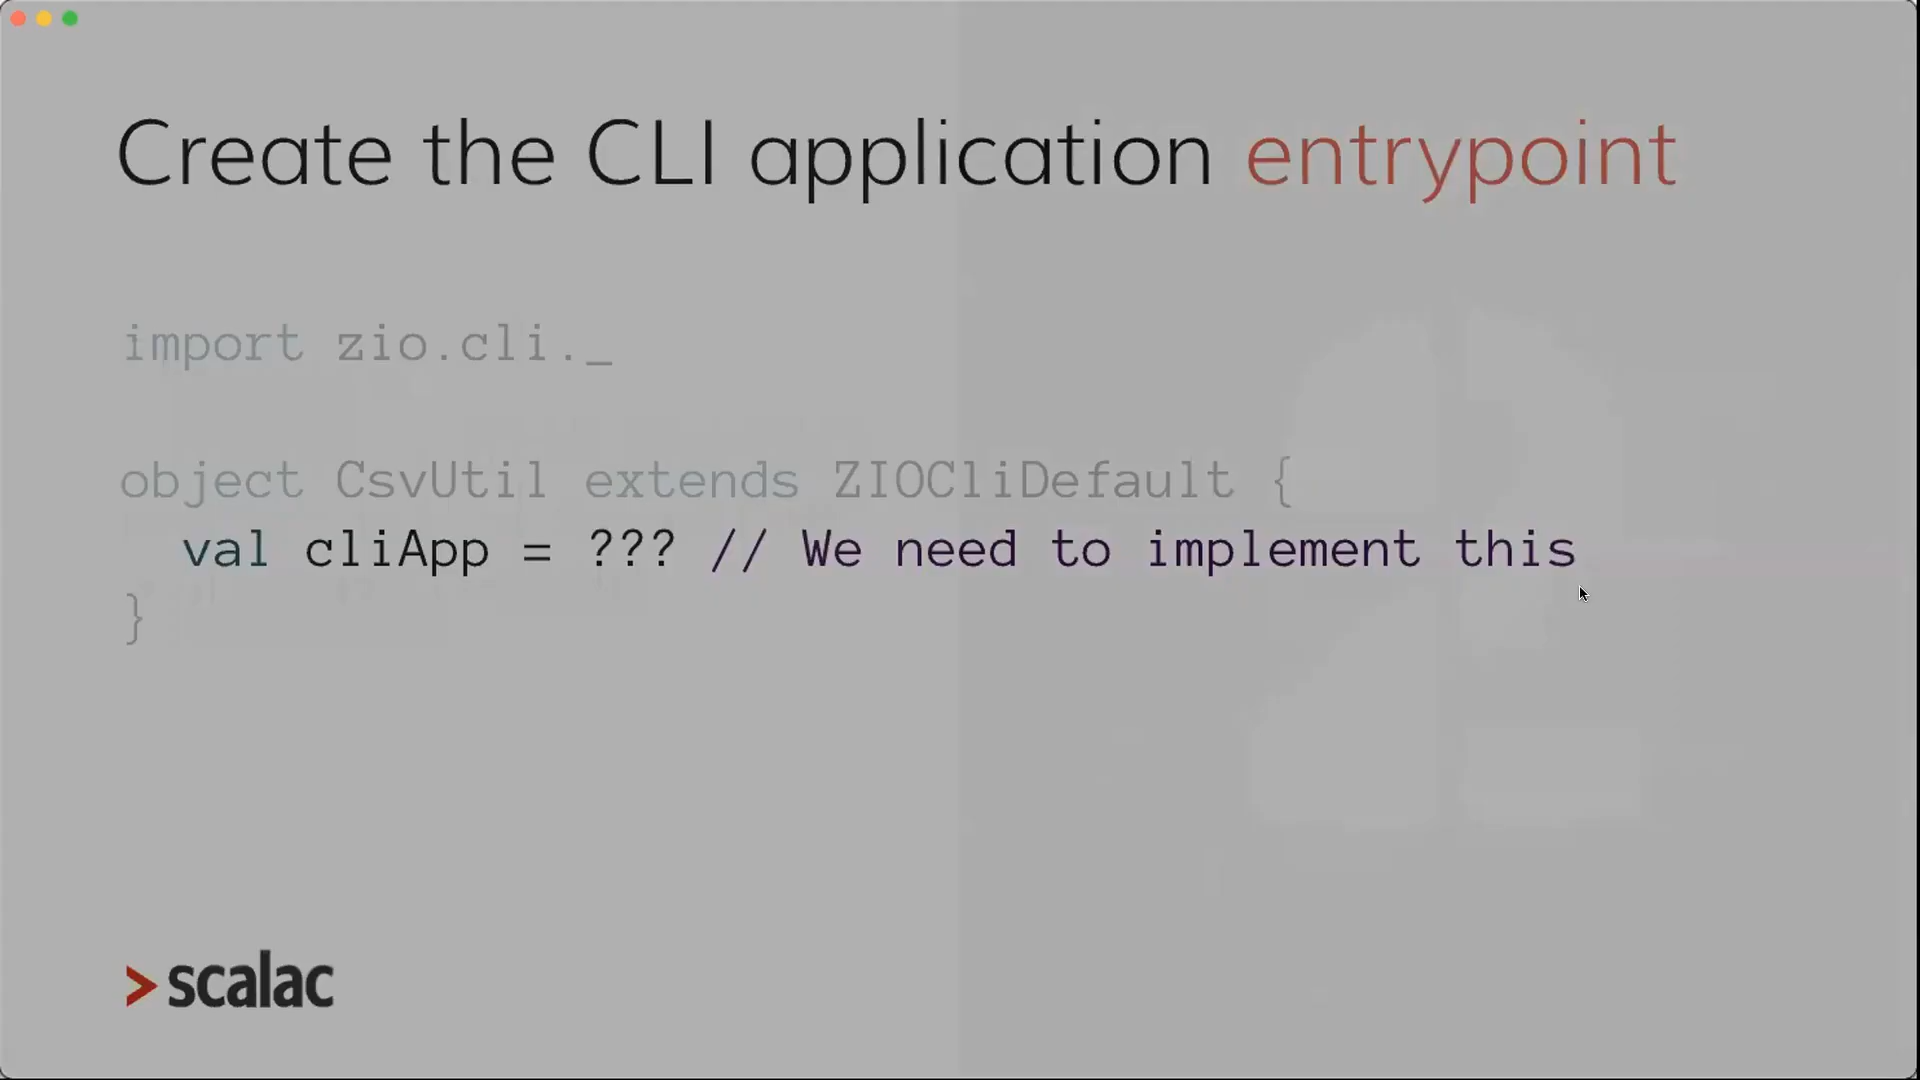 Create the CLI application entrypoint
import zio.cli._
object CsvUtil extends ZIOCliDefault {
  val cliApp = ??? // We need to implement this
}
> scalac